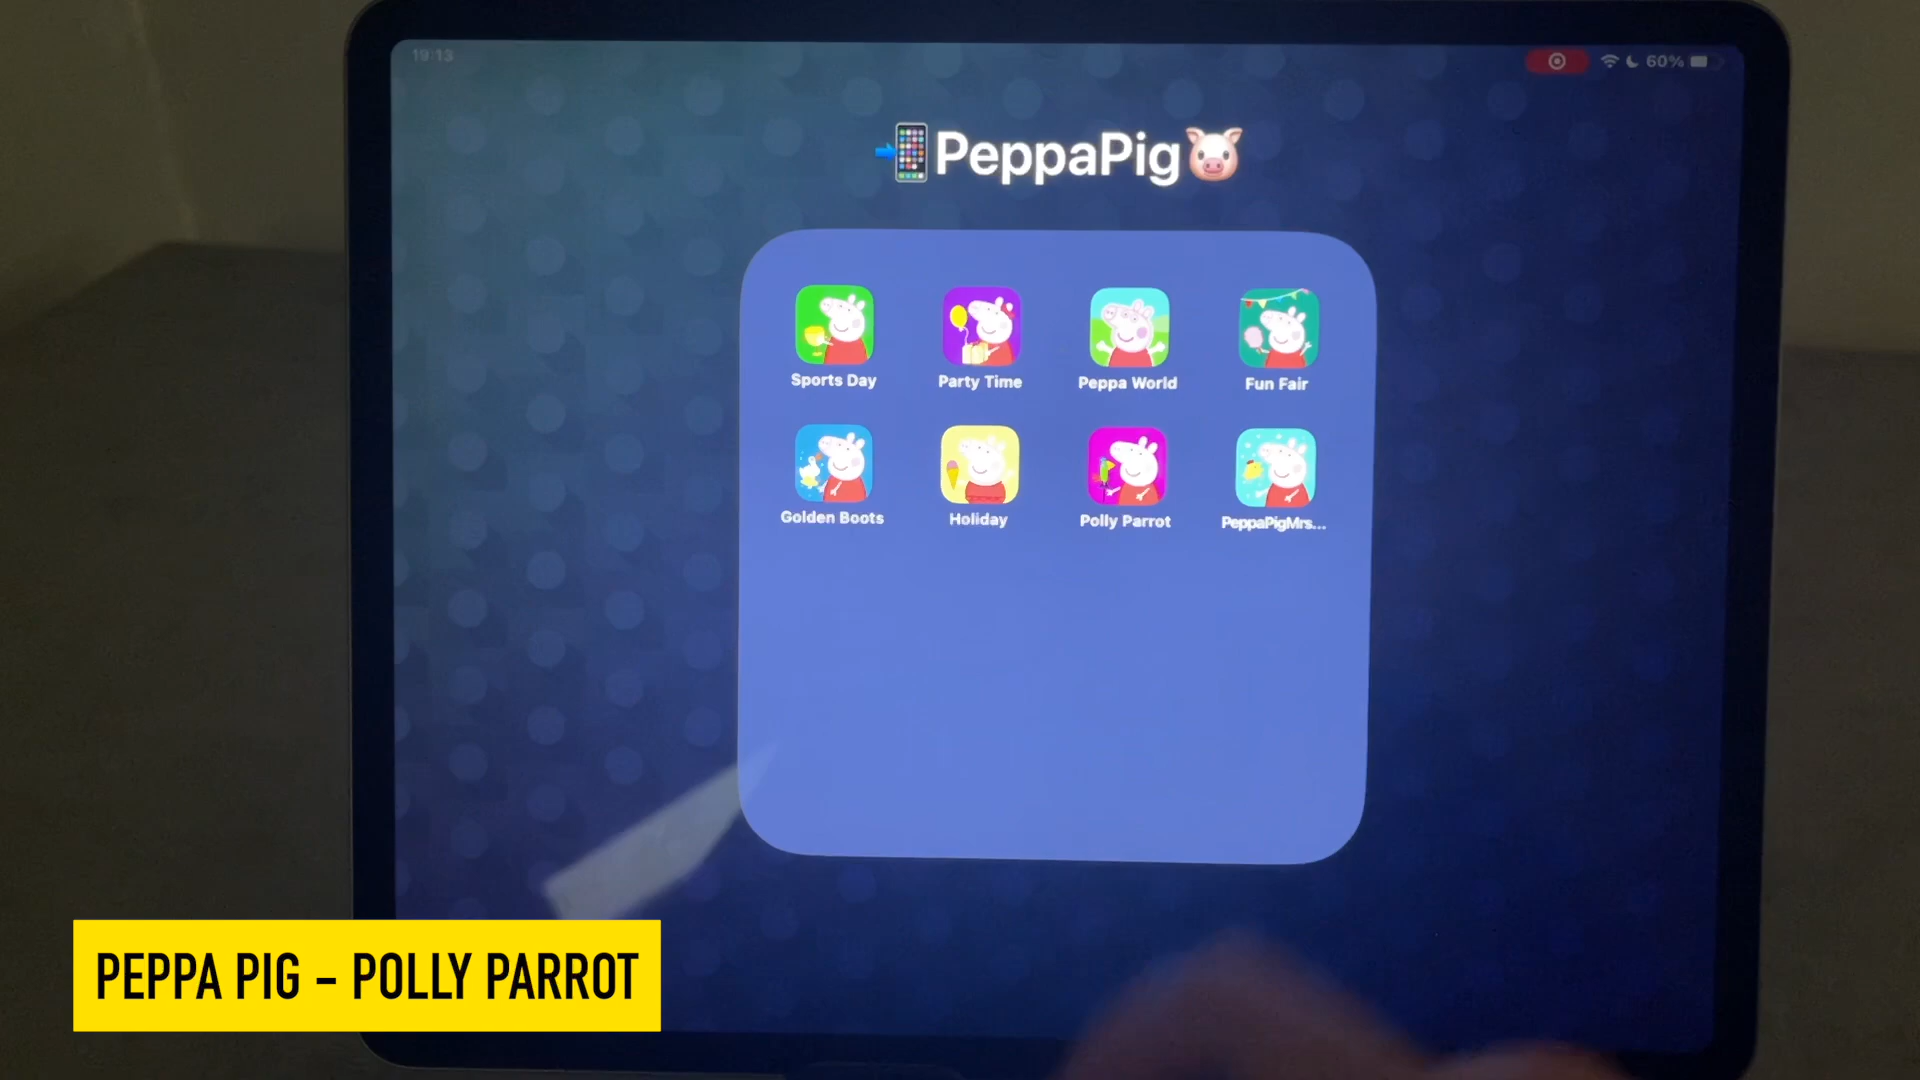 19:13
60%
PeppaPig
Sports Day
Party Time
Peppa World
Fun Fair
Golden Boots
Holiday
Polly Parrot
PeppaPigMrs...
PEPPA PIG - POLLY PARROT